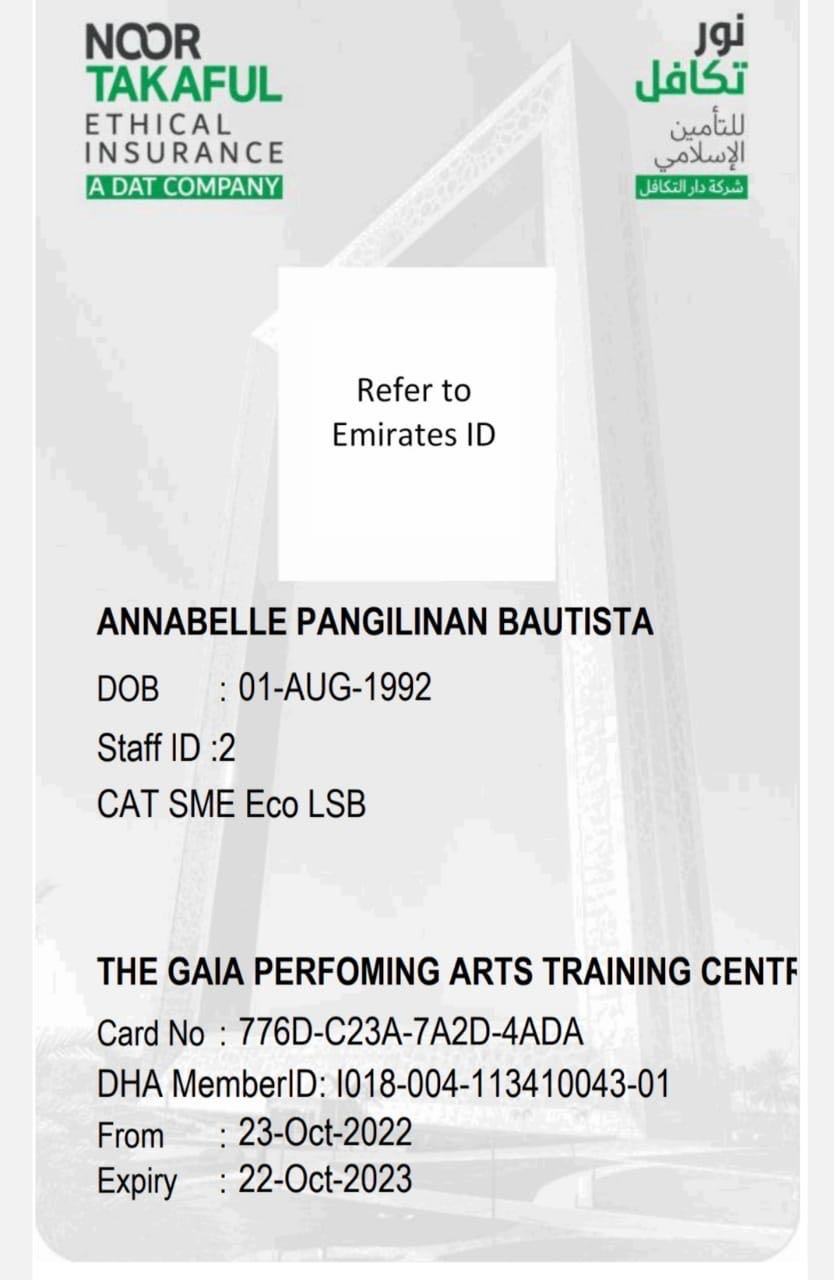 NOOR
TAKAFUL
ETHICAL
INSURANCE
A DAT COMPANY
نور
تكافل
للتأمين
الإسلامي
شركة دار التكافل
Refer to
Emirates ID
ANNABELLE PANGILINAN BAUTISTA
DOB : 01-AUG-1992
Staff ID :2
CAT SME Eco LSB
THE GAIA PERFOMING ARTS TRAINING CENTR
Card No : 776D-C23A-7A2D-4ADA
DHA MemberID: I018-004-113410043-01
From : 23-Oct-2022
Expiry : 22-Oct-2023